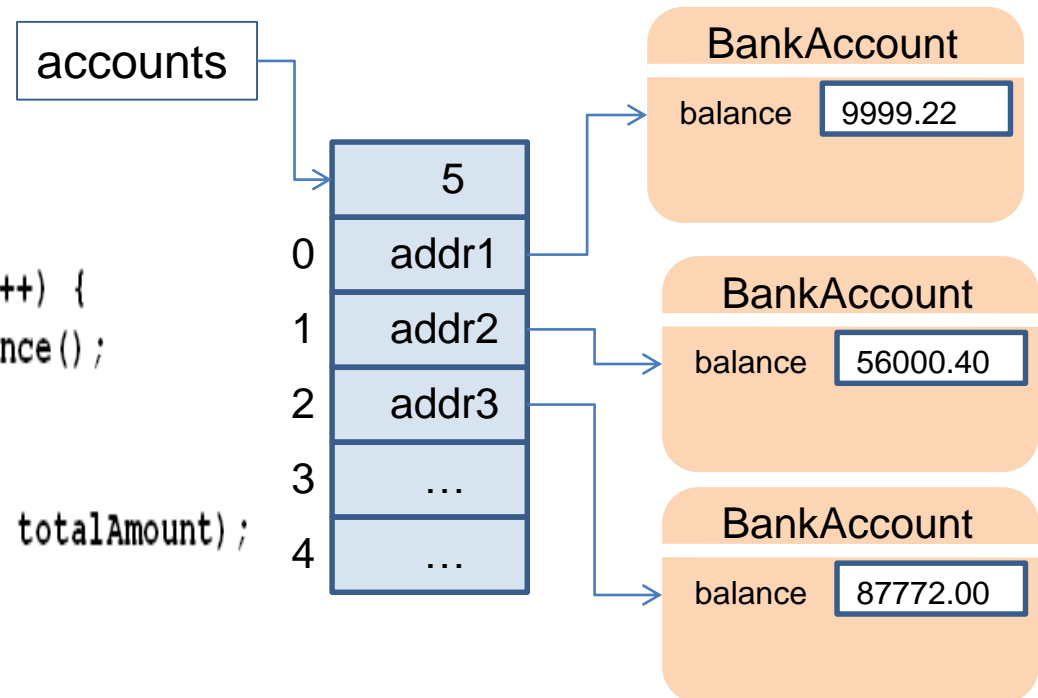 accounts
5
0 addr1
1 addr2
2 addr3
3 …
4 …
++) {
nce();
totalAmount);
BankAccount
balance 9999.22
BankAccount
balance 56000.40
BankAccount
balance 87772.00